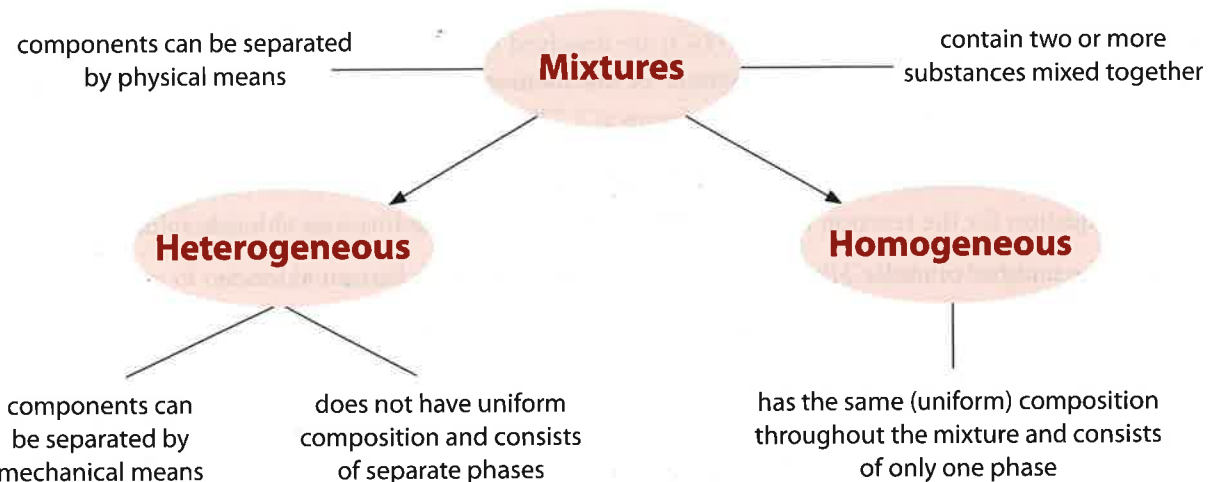 components can be separated
by physical means
Mixtures
contain two or more
substances mixed together
Heterogeneous
Homogeneous
components can
be separated by
mechanical means
does not have uniform
composition and consists
of separate phases
has the same (uniform) composition
throughout the mixture and consists
of only one phase